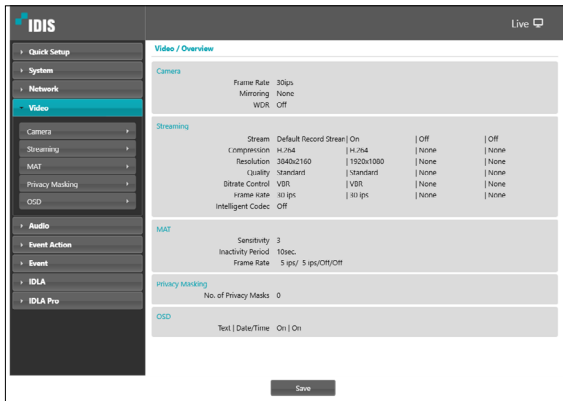 IDIS
Live
Quick Setup
System
Network
Video
Camera
Streaming
MAT
Privacy Masking
OSD
Audio
Event Action
Event
IDLA
IDLA Pro
Video / Overview
Camera
Frame Rate 30ips
Mirroring None
WDR Off
Streaming
Stream Default Record Stream| On | Off | Off
Compression H.264 | H.264 | None | None
Resolution 3840x2160 | 1920x1080 | None | None
Quality Standard | Standard | None | None
Bitrate Control VBR | VBR | None | None
Frame Rate 30 ips | 30 ips | None | None
Intelligent Codec Off
MAT
Sensitivity 3
Inactivity Period 10sec.
Frame Rate 5 ips/ 5 ips/Off/Off
Privacy Masking
No. of Privacy Masks 0
OSD
Text | Date/Time On | On
Save